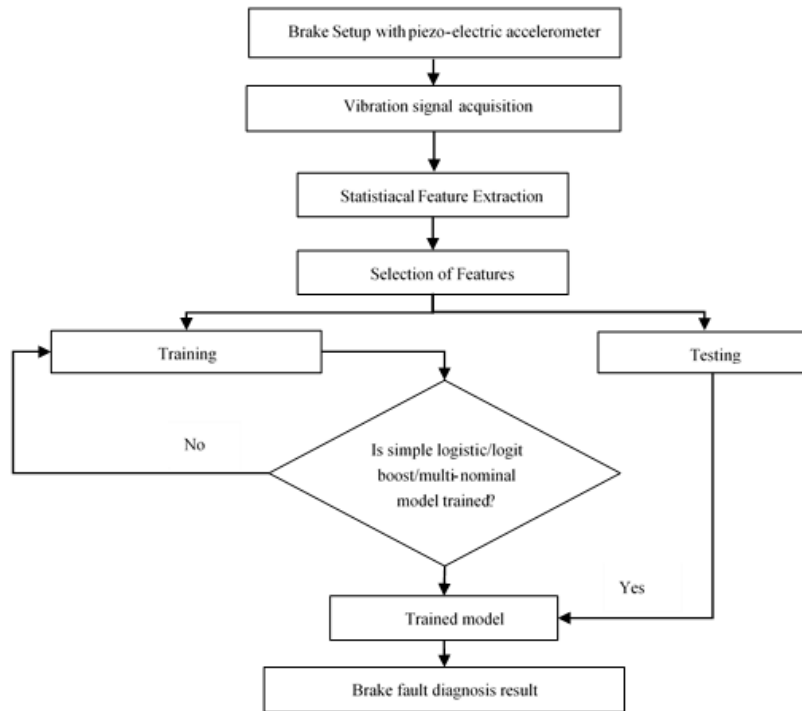 Brake Setup with piezo-electric accelerometer
Vibration signal acquisition
Statistiacal Feature Extraction
Selection of Features
Training
Testing
No
Is simple logistic/logit
boost/multi-nominal
model trained?
Yes
Trained model
Brake fault diagnosis result